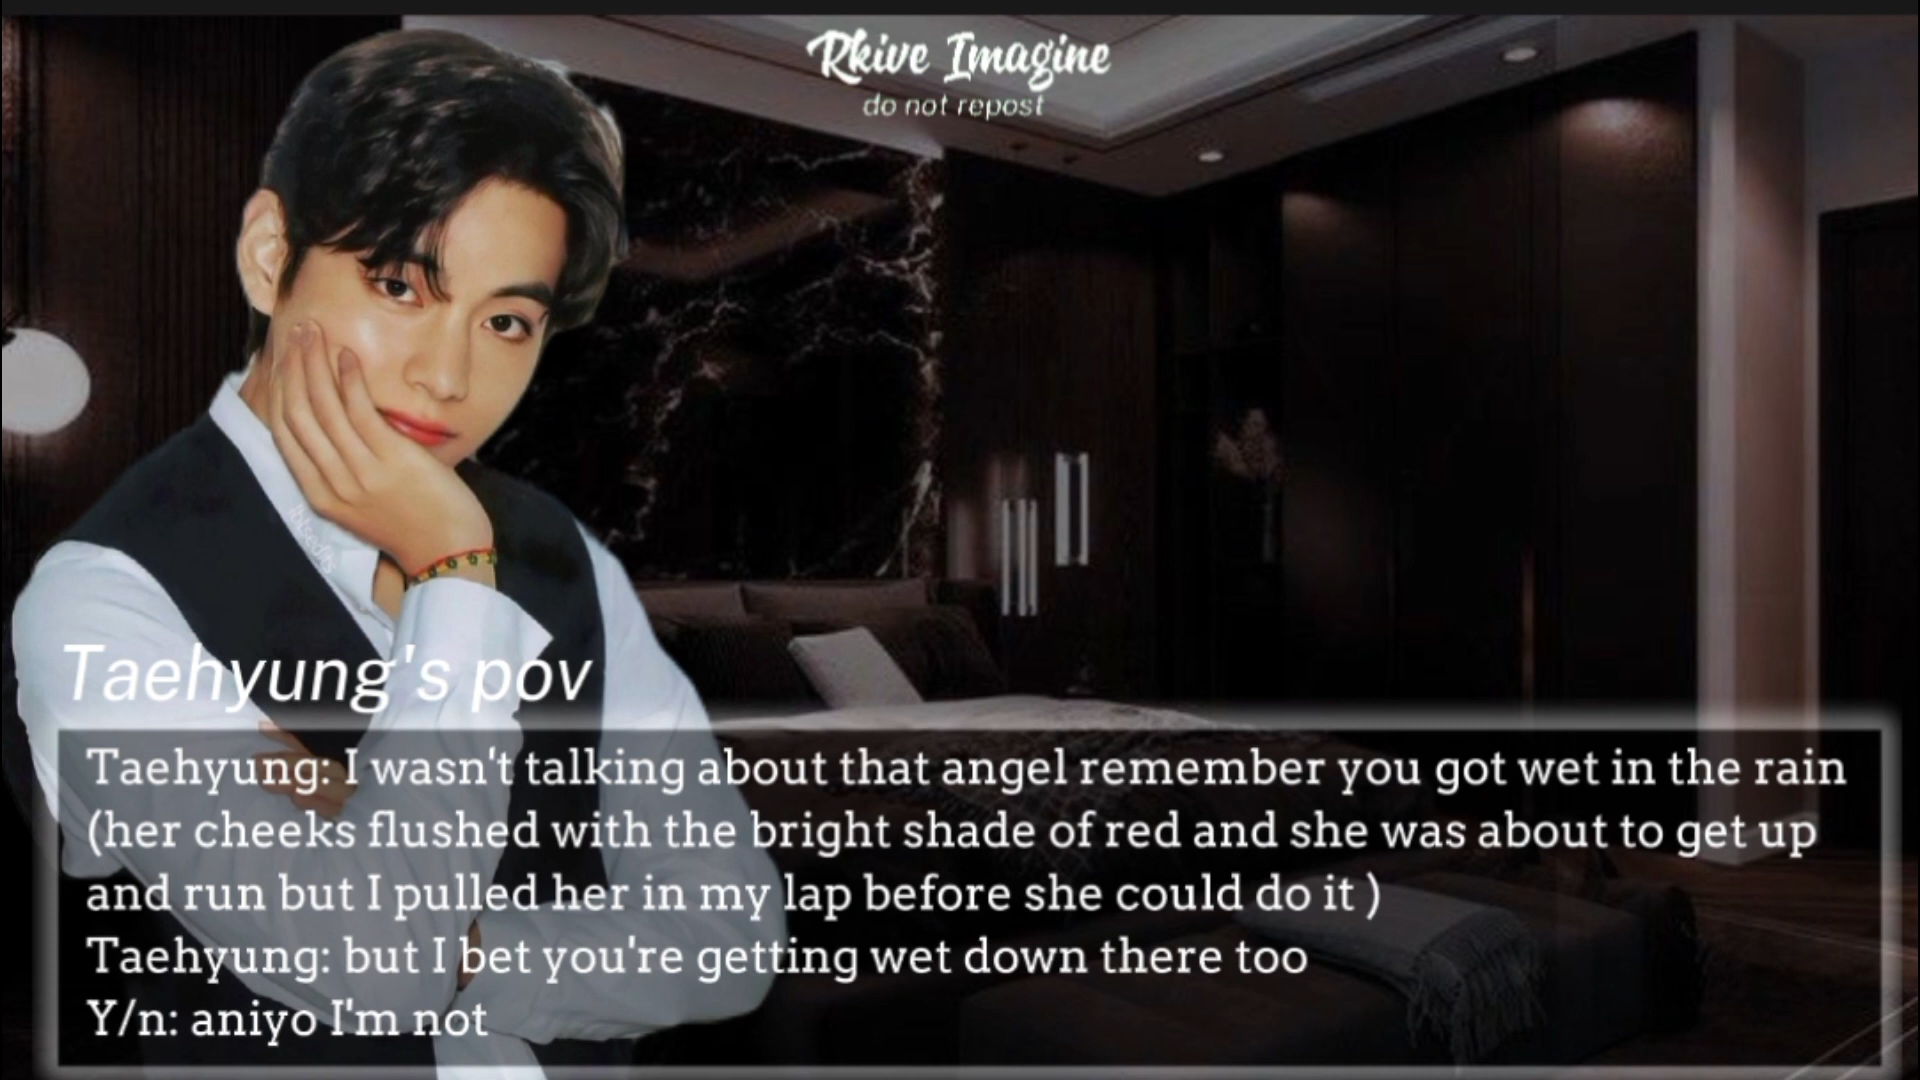 Rkive Imagine
do not repost
Taehyung's pov
Taehyung: I wasn't talking about that angel remember you got wet in the rain
(her cheeks flushed with the bright shade of red and she was about to get up
and run but I pulled her in my lap before she could do it )
Taehyung: but I bet you're getting wet down there too
Y/n: aniyo I'm not